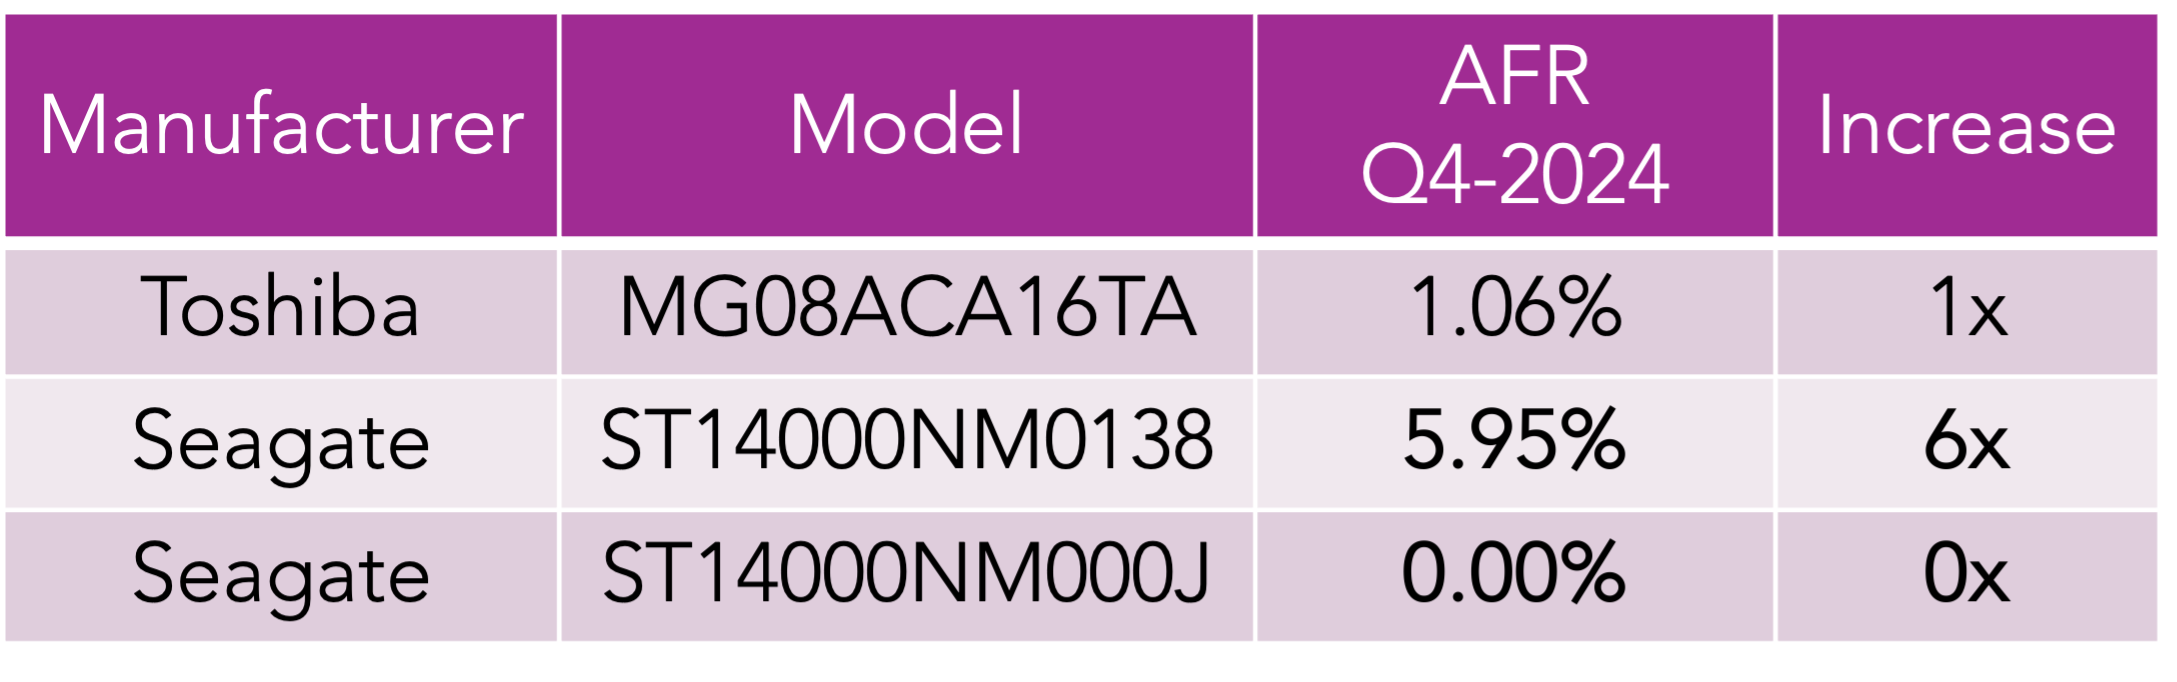 Manufacturer Model AFR Q4-2024 Increase
Toshiba MG08ACA16TA 1.06% 1x
Seagate ST14000NM0138 5.95% 6x
Seagate ST14000NM000J 0.00% 0x